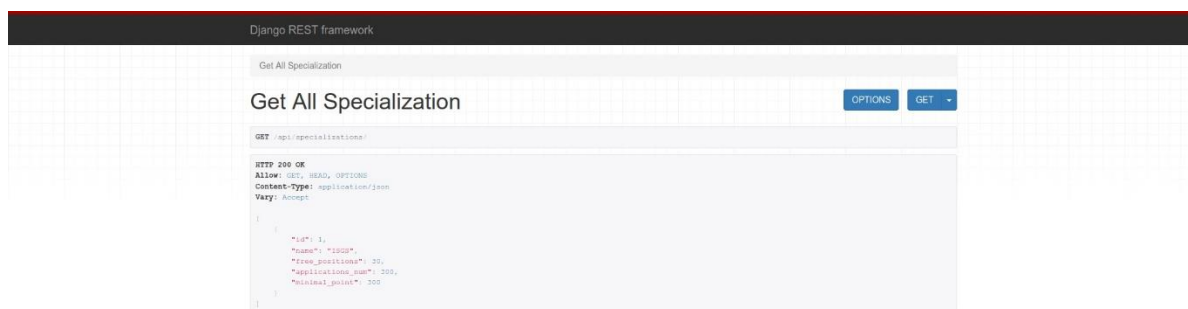 Django REST framework
Get All Specialization
Get All Specialization
OPTIONS
GET
GET /api/specializations/
HTTP 200 OK
Allow: GET, HEAD, OPTIONS
Content-Type: application/json
Vary: Accept
[
{
"id": 1,
"name":
"free_positions": 30,
"applications_num": 300,
"minimal_point": 300
}
]